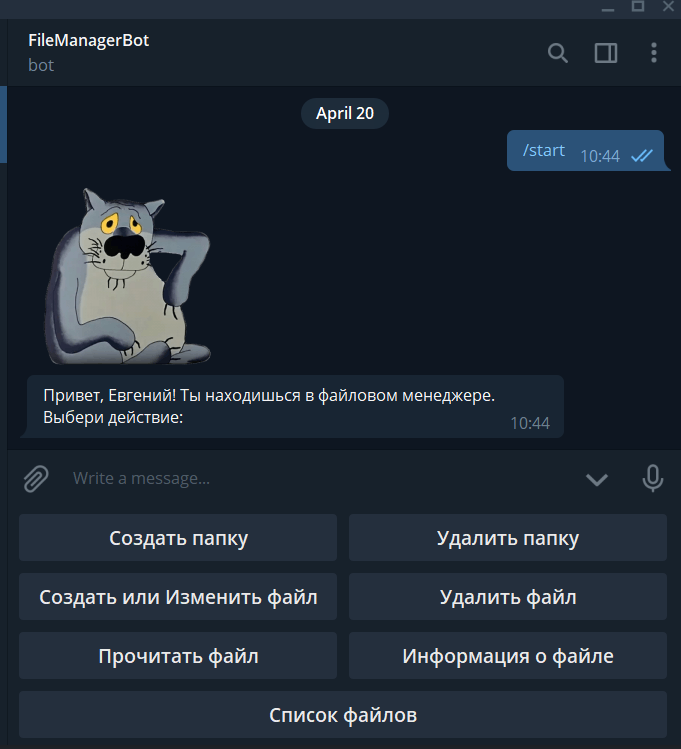 FileManagerBot
bot
April 20
/start 10:44
Привет, Евгений! Ты находишься в файловом менеджере.
Выбери действие:
10:44
Write a message...
Создать папку
Удалить папку
Создать или Изменить файл
Удалить файл
Прочитать файл
Информация о файле
Список файлов